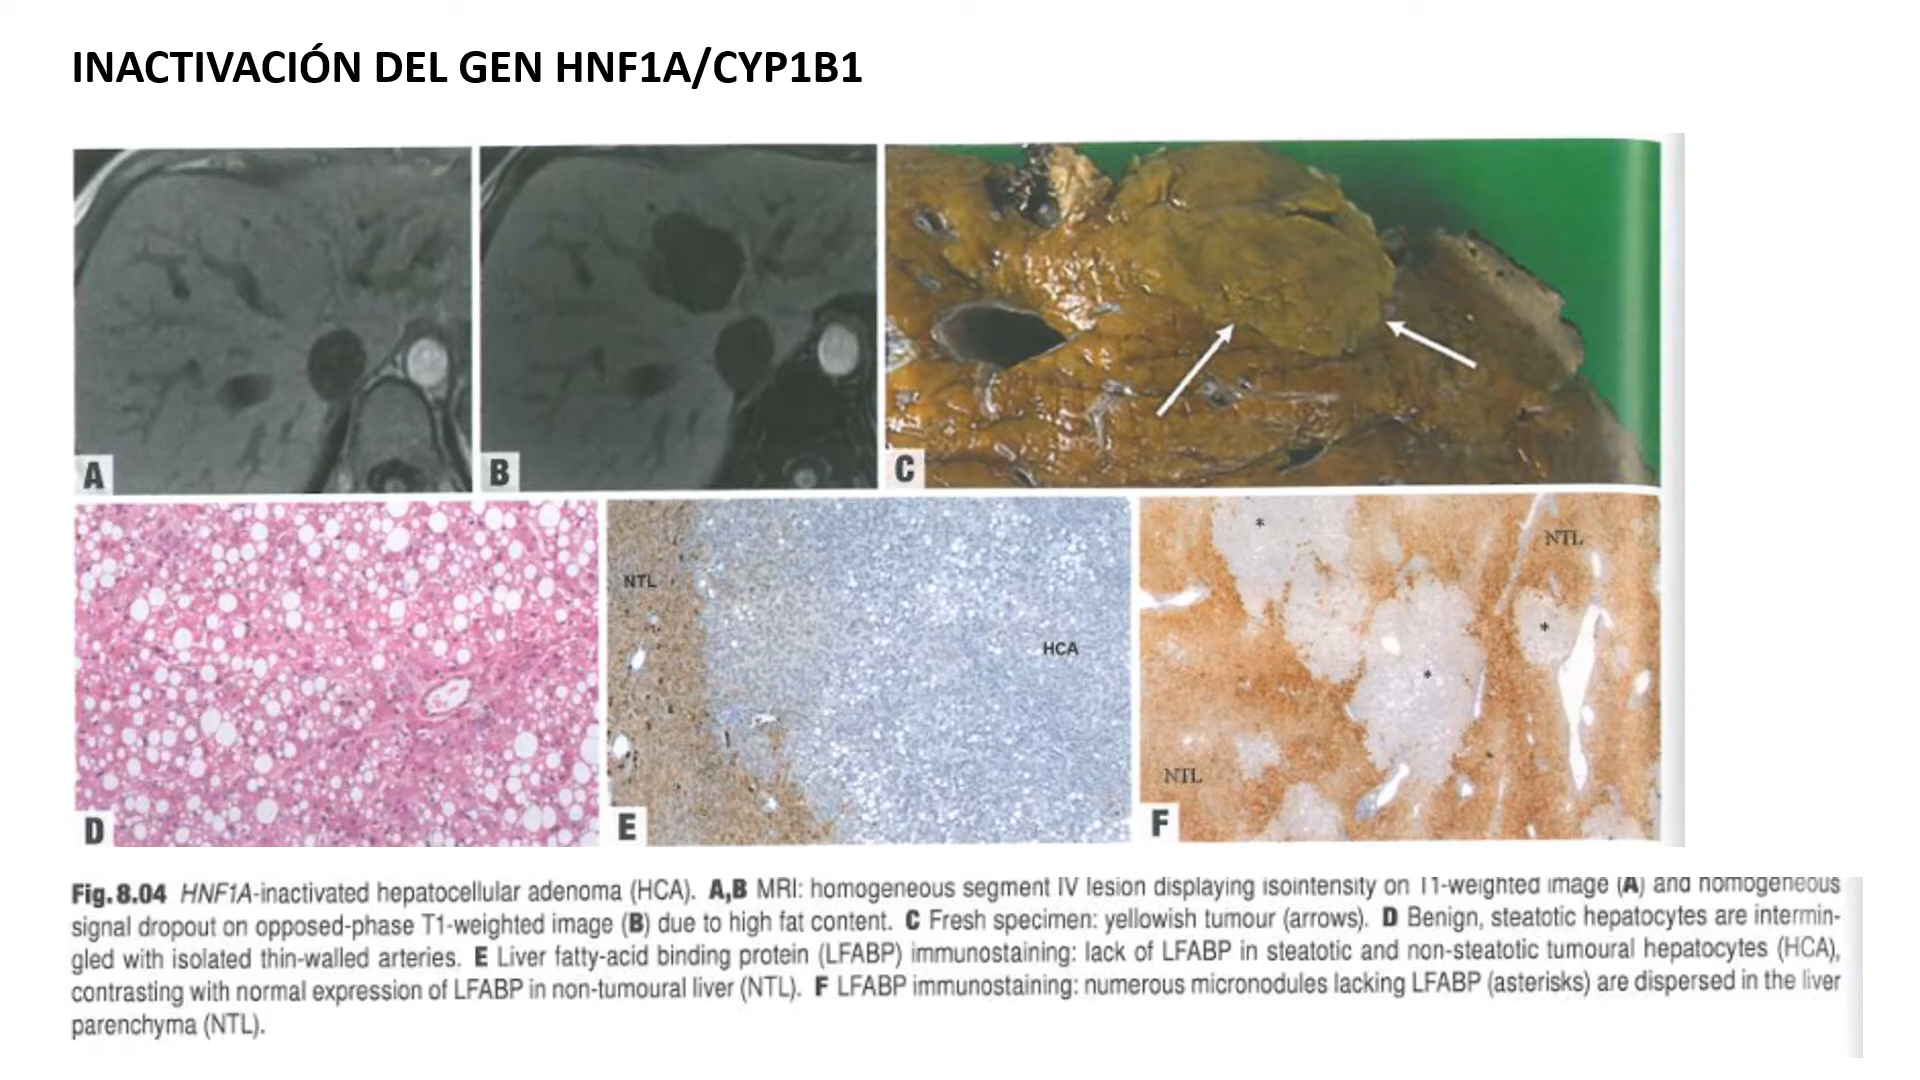 INACTIVACIÓN DEL GEN HNF1A/CYP1B1
A
B
C
NTL
HCA
D
E
*
NTL
*
*
NTL
F
Fig. 8.04 HNF1A-inactivated hepatocellular adenoma (HCA). A,B MRI: homogeneous segment IV lesion displaying isointensity on T1-weighted image (A) and homogeneous
signal dropout on opposed-phase T1-weighted image (B) due to high fat content. C Fresh specimen: yellowish tumour (arrows). D Benign, steatotic hepatocytes are intermin-
gled with isolated thin-walled arteries. E Liver fatty-acid binding protein (LFABP) immunostaining: lack of LFABP in steatotic and non-steatotic tumoural hepatocytes (HCA),
contrasting with normal expression of LFABP in non-tumoural liver (NTL). F LFABP immunostaining: numerous micronodules lacking LFABP (asterisks) are dispersed in the liver
parenchyma (NTL).